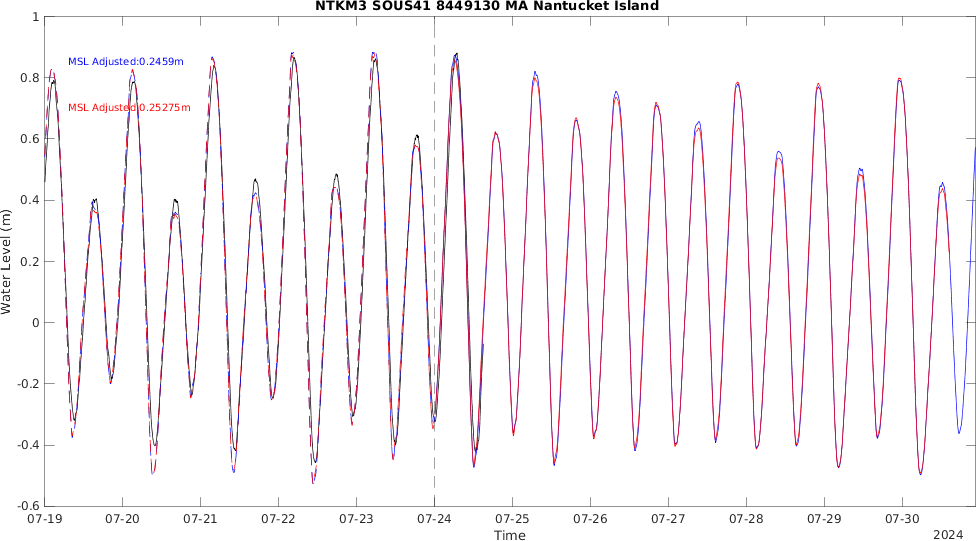 NTKM3 SOUS41 8449130 MA Nantucket Island
1
0.8
0.6
0.4
0.2
0
-0.2
-0.4
-0.6
Water Level (m)
MSL Adjusted:0.2459m
MSL Adjusted:0.25275m
07-19 07-20 07-21 07-22 07-23 07-24 07-25 07-26 07-27 07-28 07-29 07-30
Time
2024